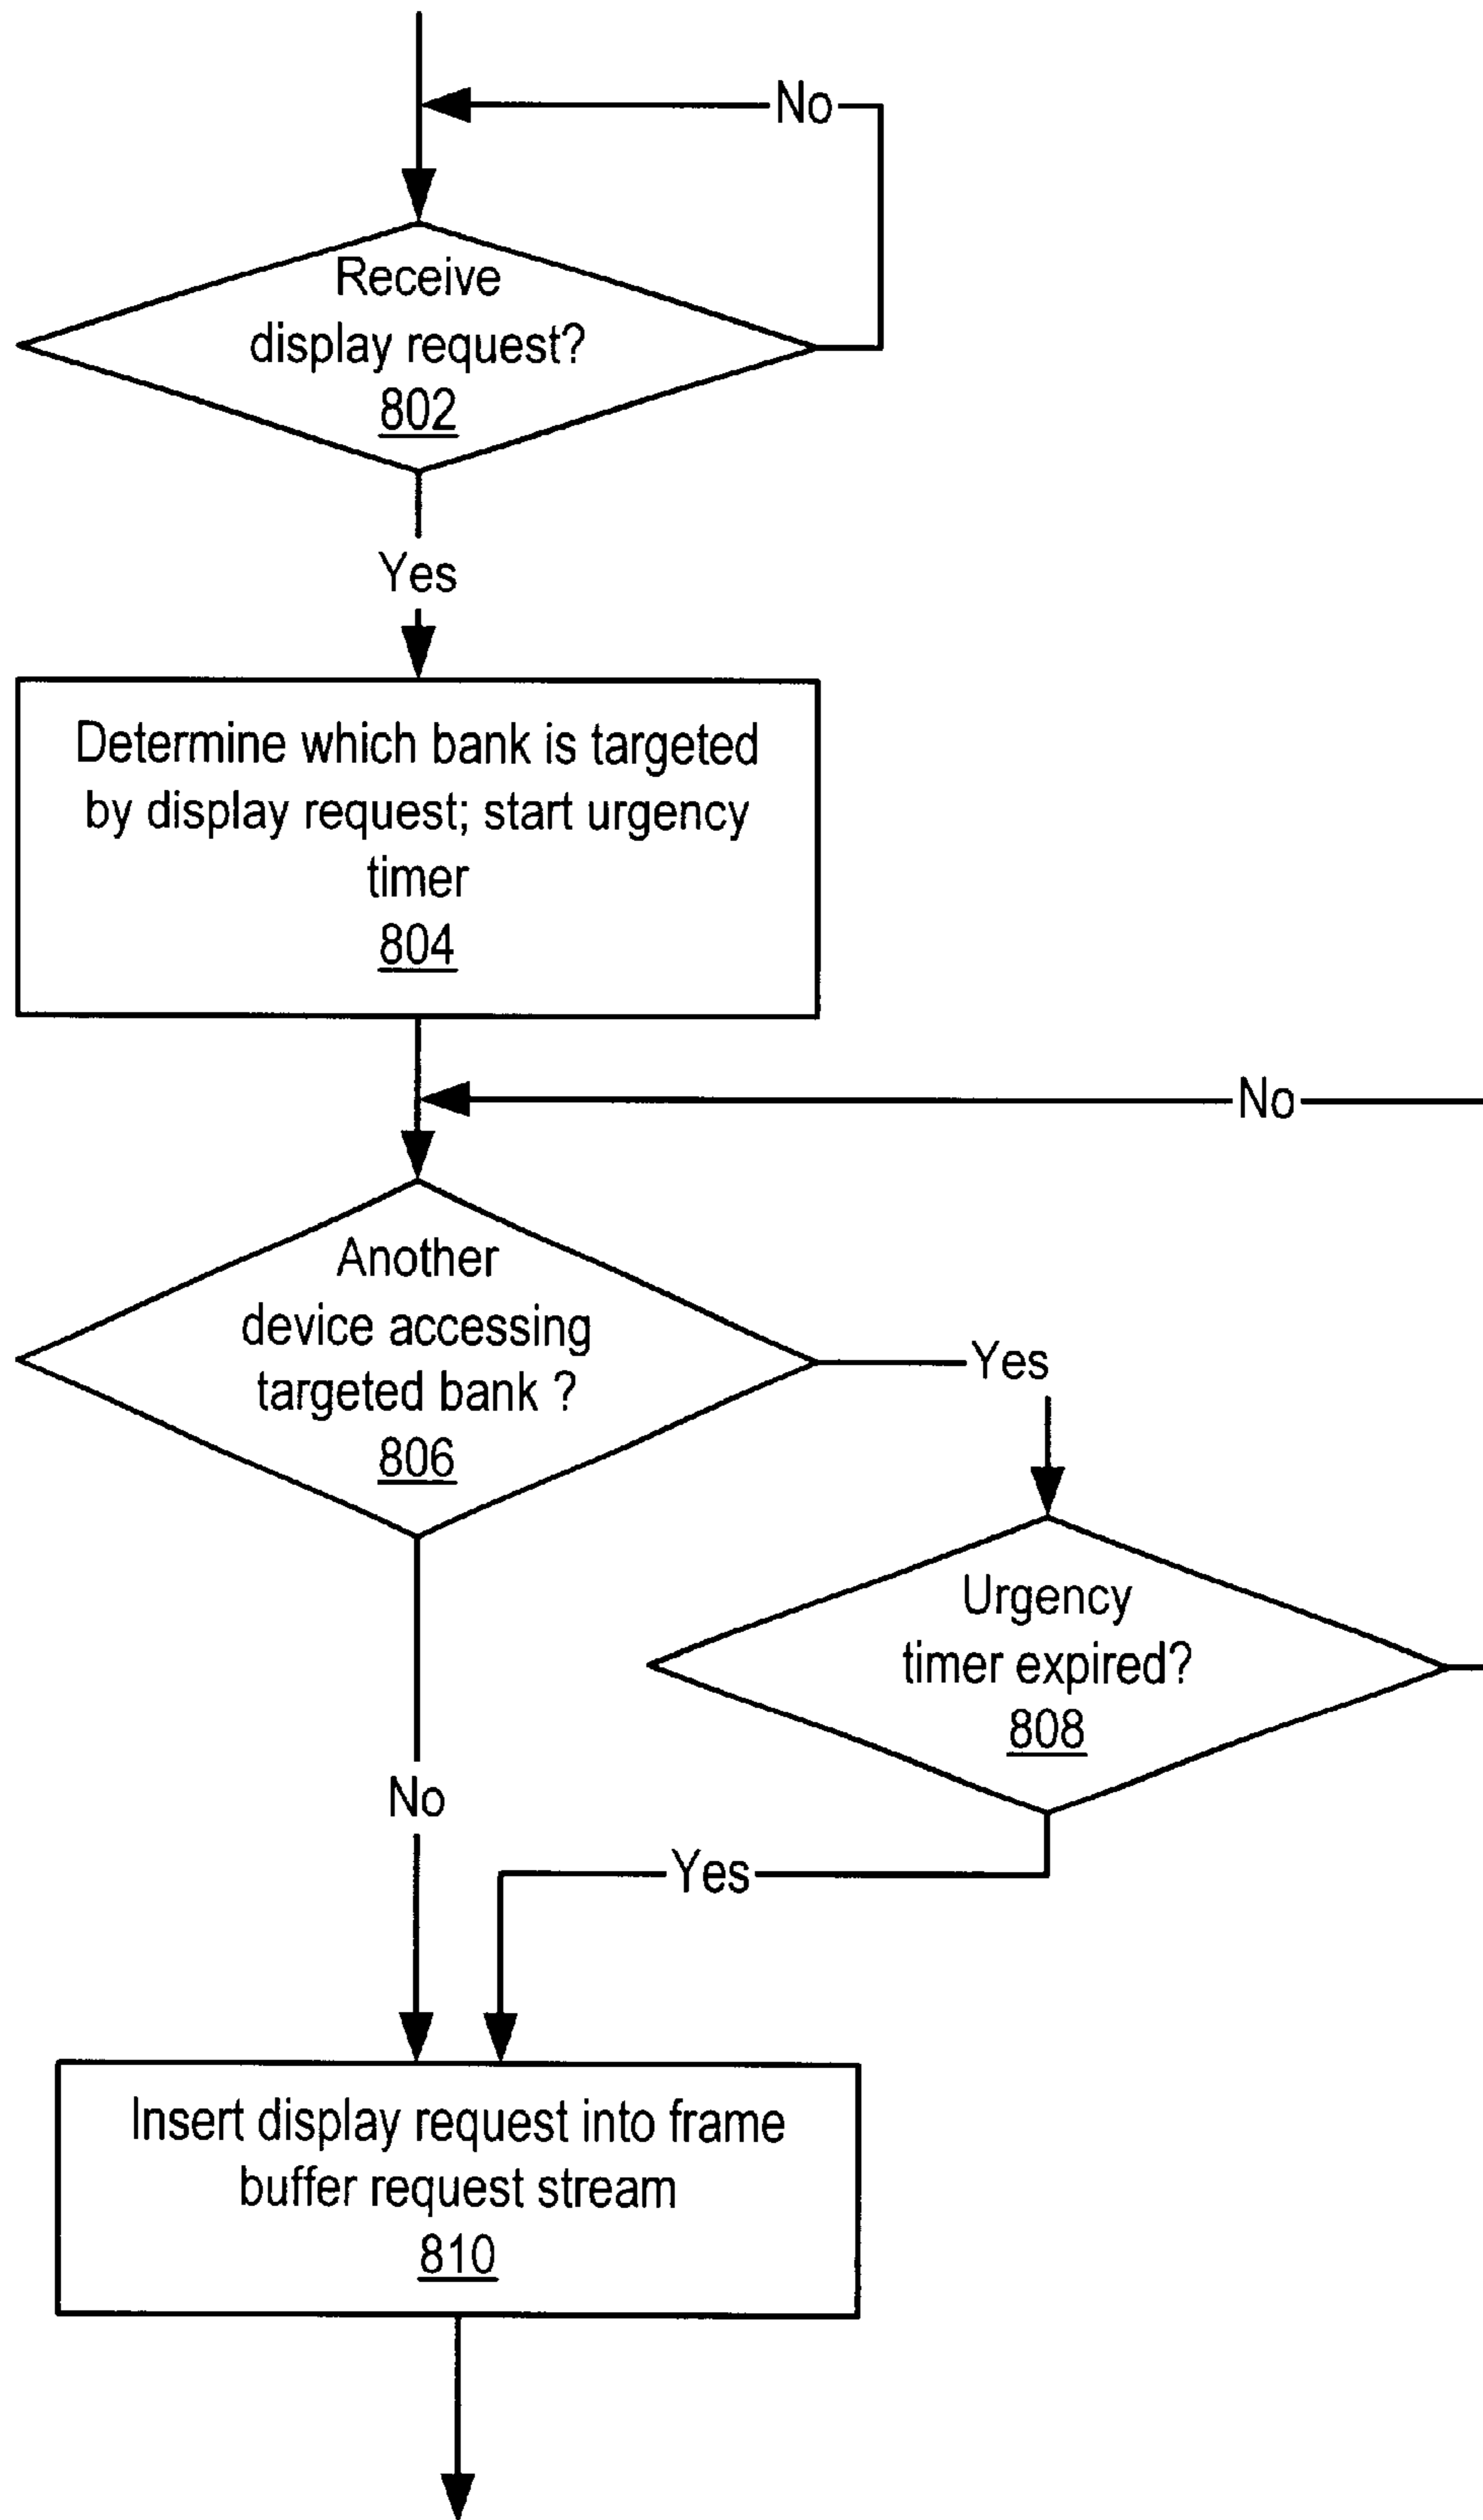 No
Receive
display request?
802
Yes
Determine which bank is targeted
by display request; start urgency
timer
804
No
Another
device accessing
targeted bank ?
806
Yes
Urgency
timer expired?
808
No
Yes
Insert display request into frame
buffer request stream
810